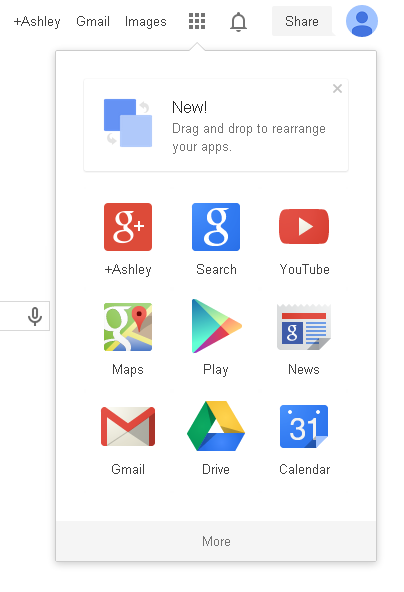 +Ashley Gmail Images Share
New!
Drag and drop to rearrange
your apps.
g+ g
+Ashley Search YouTube
g g
Maps Play News
31
Gmail Drive Calendar
More